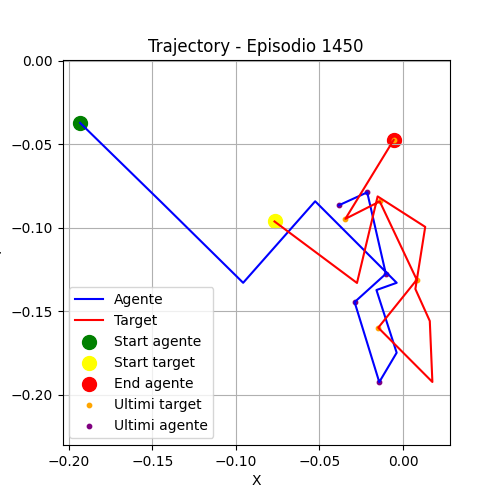 Trajectory - Episodio 1450
0.00
−0.05
−0.10
−0.15
−0.20
Agente
Target
Start agente
Start target
End agente
Ultimi target
Ultimi agente
−0.20 −0.15 −0.10 −0.05 0.00
X